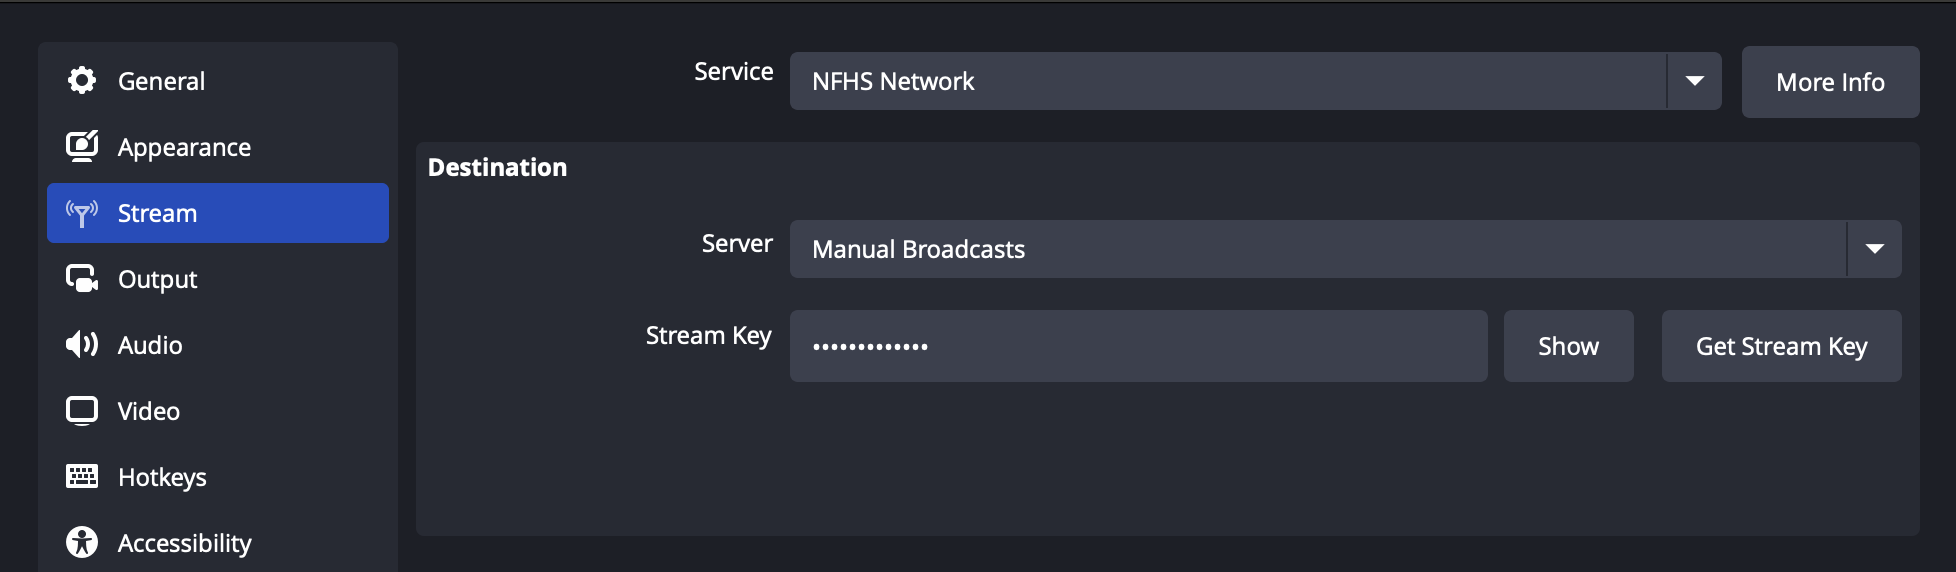 General
Appearance
Stream
Output
Audio
Video
Hotkeys
Accessibility
Service
NFHS Network
More Info
Destination
Server
Manual Broadcasts
Stream Key
•••••••••••••
Show
Get Stream Key